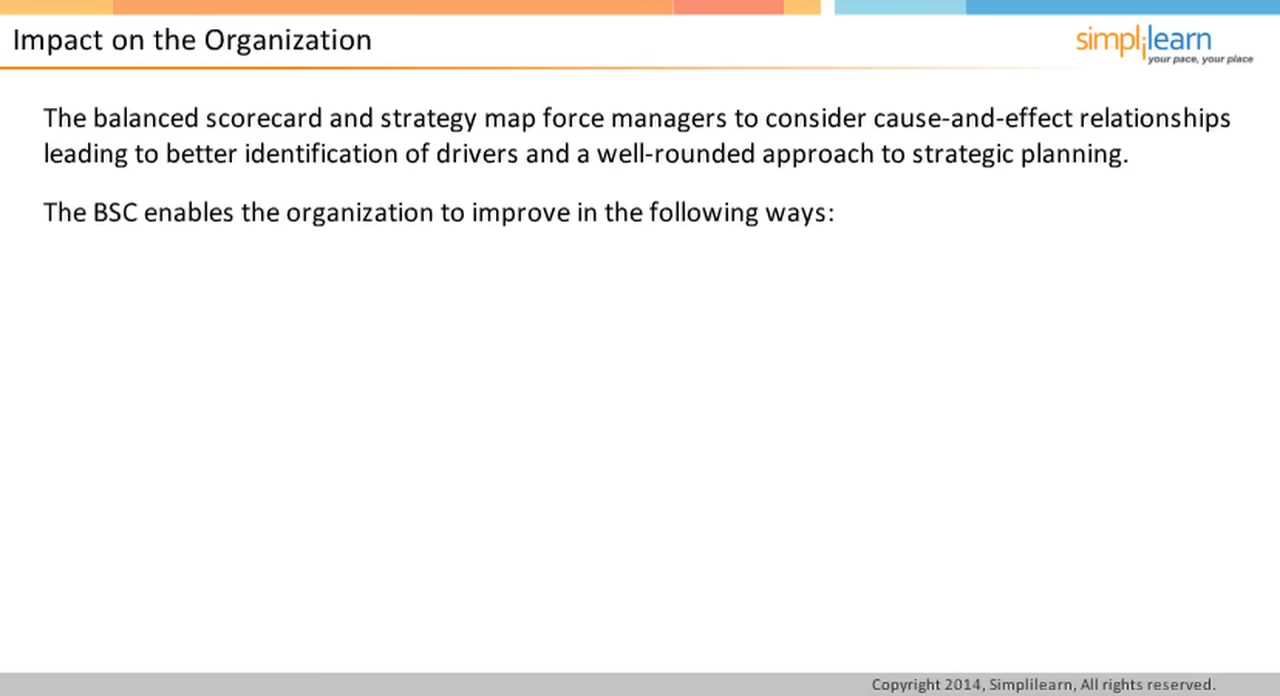 Impact on the Organization
simplilearn
your pace, your place
The balanced scorecard and strategy map force managers to consider cause-and-effect relationships
leading to better identification of drivers and a well-rounded approach to strategic planning.
The BSC enables the organization to improve in the following ways:
Copyright 2014, Simplilearn, All rights reserved.